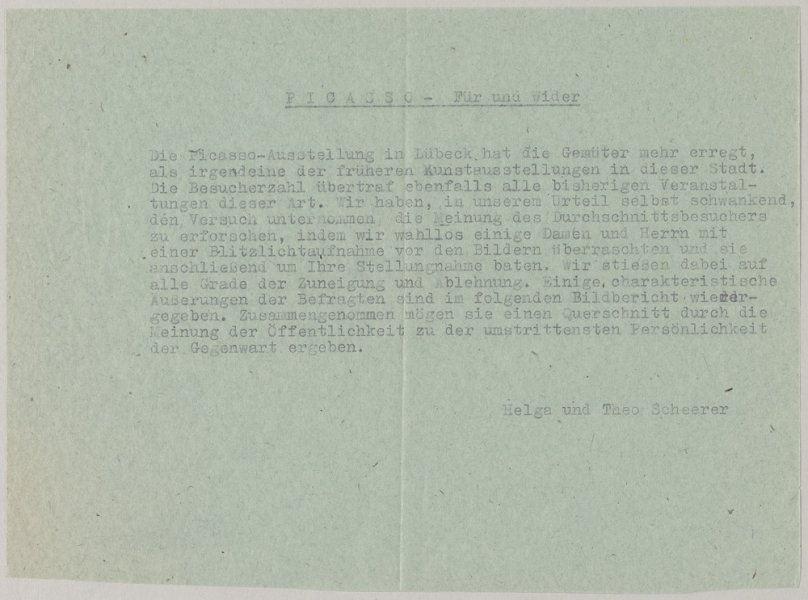 P I C A S S O - Für und Wider
Die Picasso-Ausstellung in Lübeck hat die Gemüter mehr erregt,
als irgendeine der früheren Kunstausstellungen in dieser Stadt.
Die Besucherzahl übertraf ebenfalls alle bisherigen Veranstal-
tungen dieser Art. Wir haben, in unserem Urteil selbst schwankend,
den Versuch unternommen, die Meinung des Durchschnittsbesuchers
zu erforschen, indem wir wahllos einige Damen und Herrn mit
einer Blitzlichtaufnahme vor den Bildern überraschten und sie
anschließend um Ihre Stellungnahme baten. Wir stießen dabei auf
alle Grade der Zuneigung und Ablehnung. Einige charakteristische
Äußerungen der Befragten sind im folgenden Bildbericht wieder-
gegeben. Zusammengenommen mögen sie einen Querschnitt durch die
Meinung der Öffentlichkeit zu der umstrittensten Persönlichkeit
der Gegenwart ergeben.
Helga und Theo Scheerer